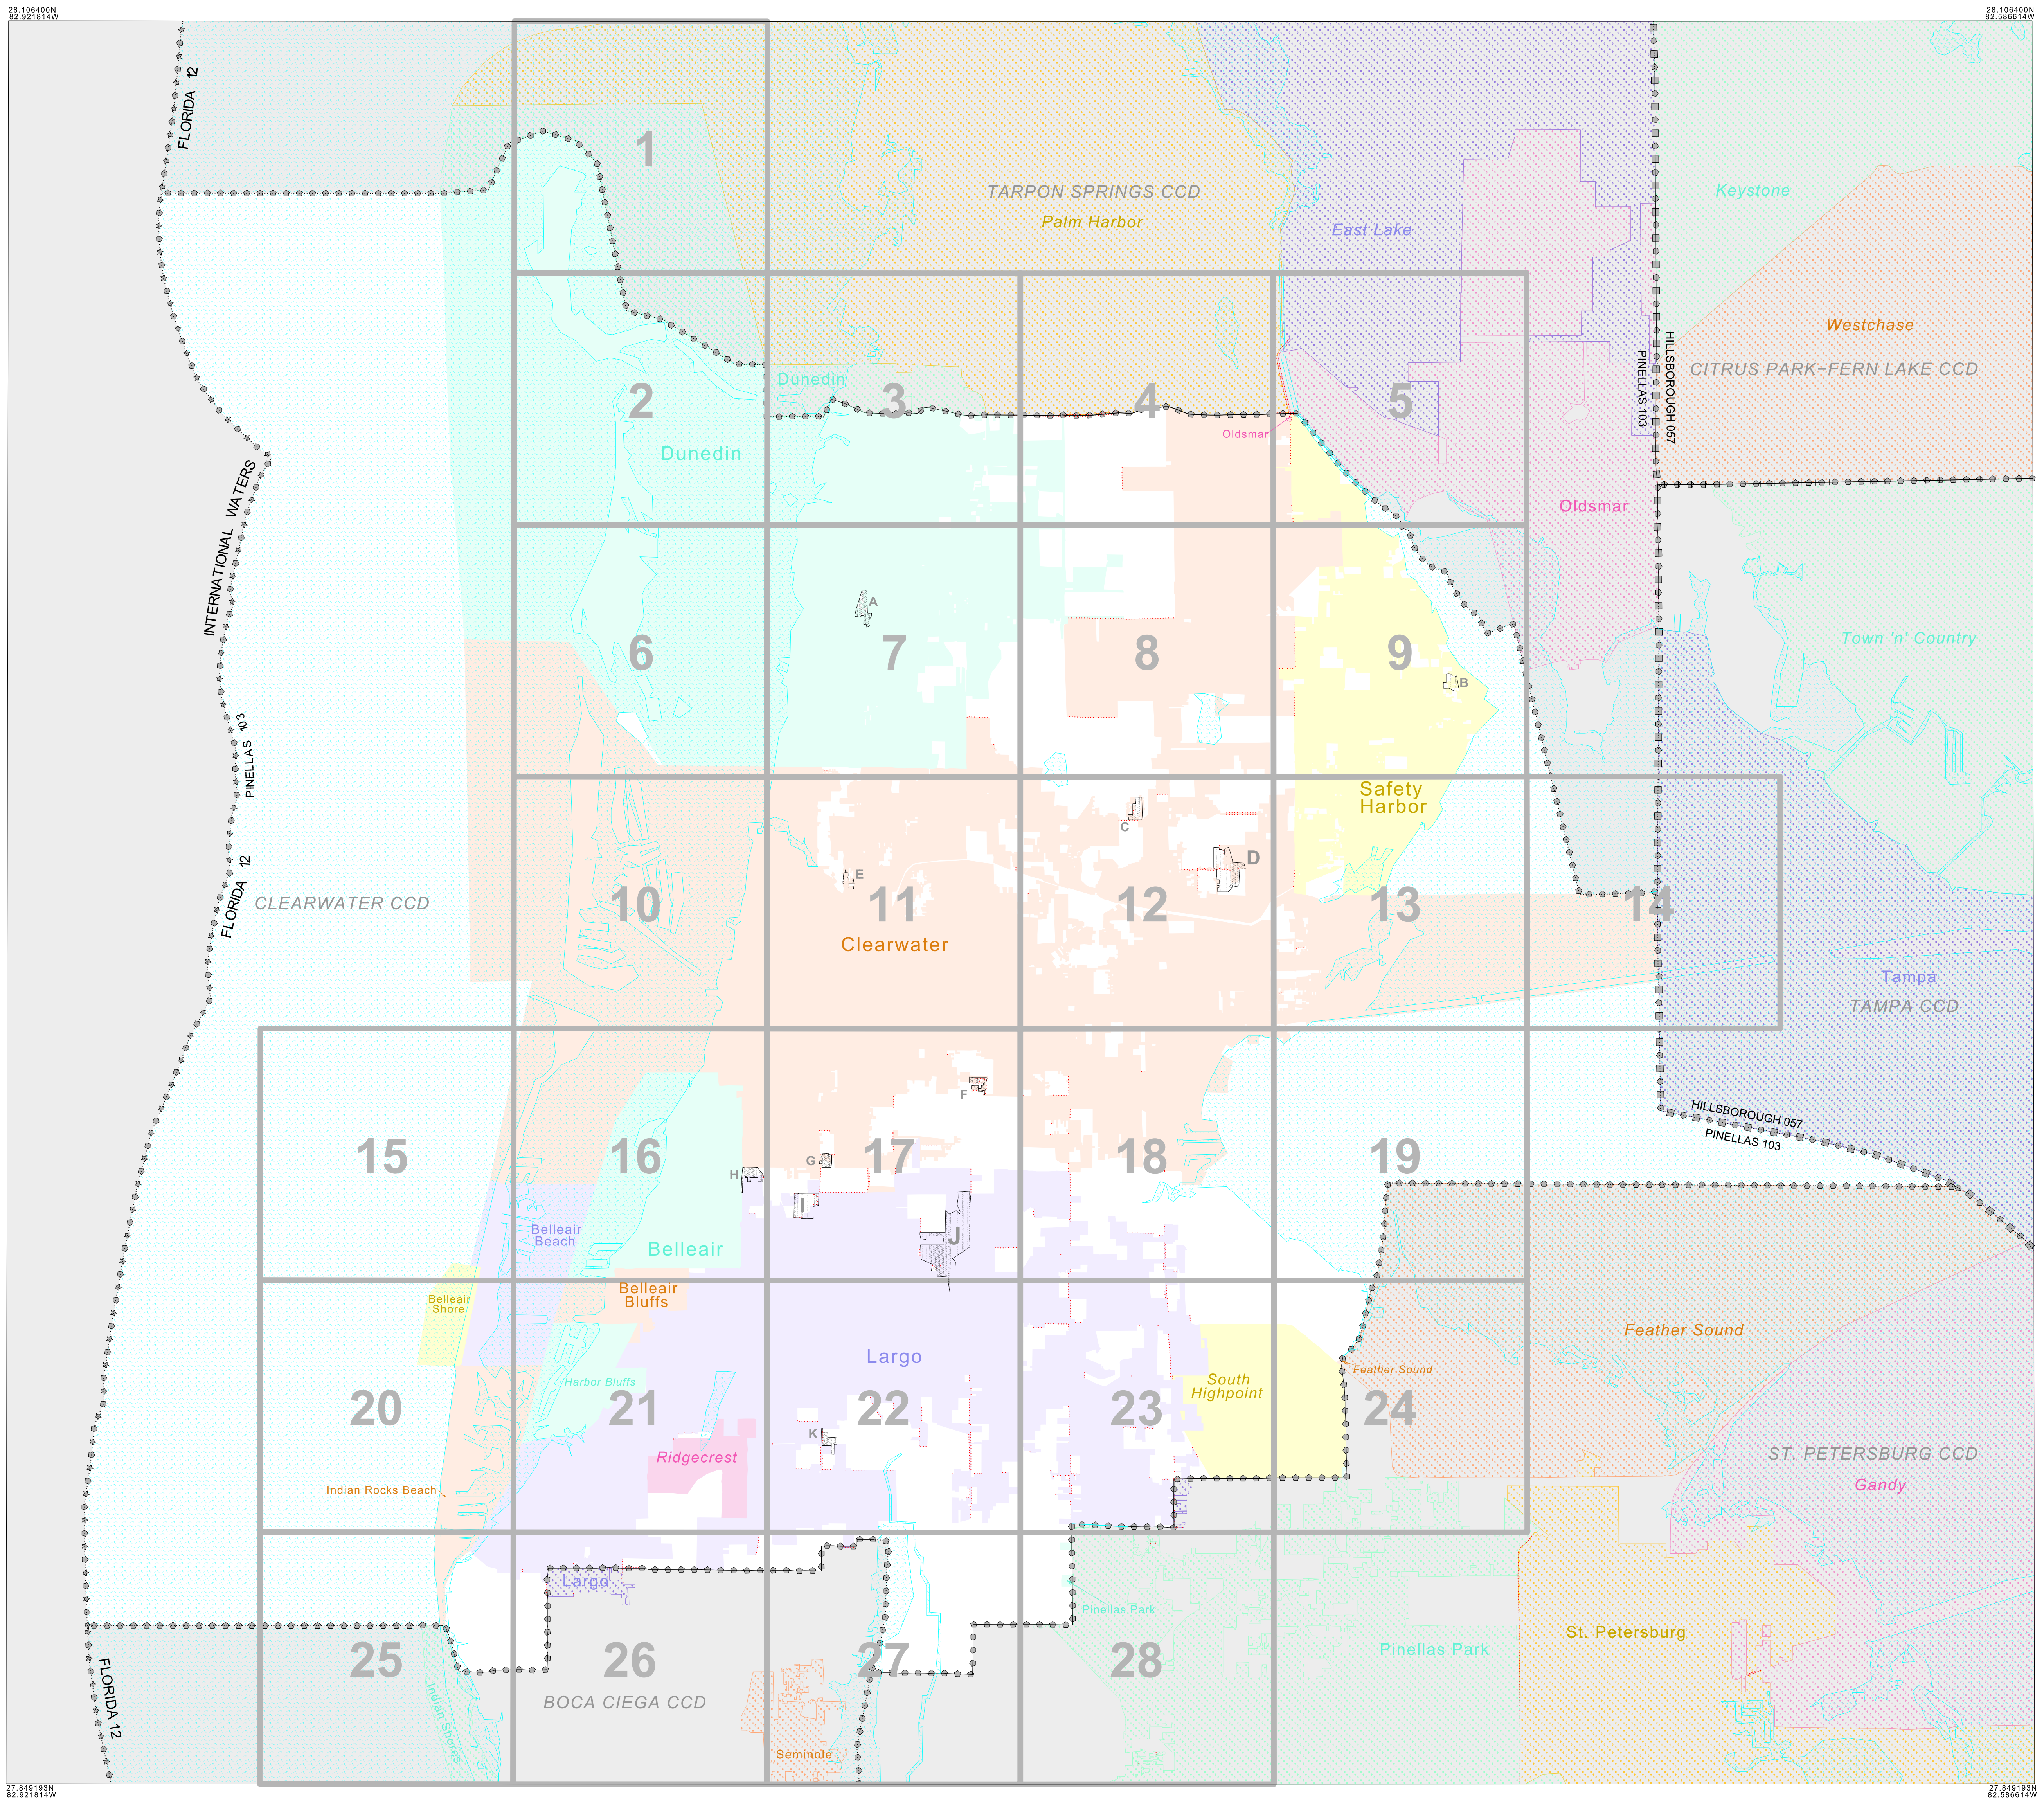 28.106400N
82.921814W
28.106400N
82.586614W
FLORIDA 12
1
TARPON SPRINGS CCD
Palm Harbor
East Lake
Keystone
Westchase
CITRUS PARK-FERN LAKE CCD
HILLSBOROUGH 057
PINELLAS 103
Dunedin
2
3
4
5
Oldsmar
Dunedin
INTERNATIONAL WATERS
Oldsmar
A
6
7
8
9
B
Town 'n' Country
PINELLAS 103
FLORIDA 12
Safety
Harbor
C
D
E
CLEARWATER CCD
10
11
12
13
14
Clearwater
Tampa
TAMPA CCD
F
HILLSBOROUGH 057
PINELLAS 103
15
16
17
18
19
G
H
I
J
Belleair
Beach
Belleair
Belleair
Bluffs
Belleair
Shore
Largo
Feather Sound
Feather Sound
Harbor Bluffs
South
Highpoint
20
21
22
23
24
K
Ridgecrest
ST. PETERSBURG CCD
Gandy
Indian Rocks Beach
Largo
Pinellas Park
St. Petersburg
Pinellas Park
25
26
27
28
FLORIDA 12
Indian Shores
BOCA CIEGA CCD
Seminole
27.849193N
82.921814W
27.849193N
82.586614W